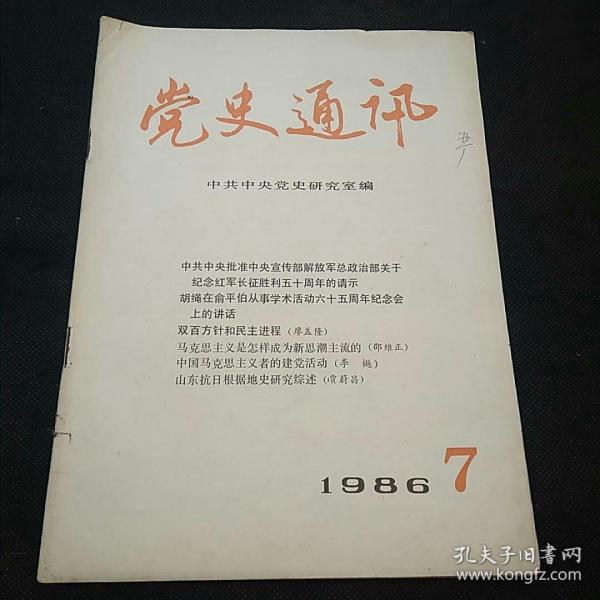 党史通讯
中共中央党史研究室编
中共中央批准中央宣传部解放军总政治部关于
纪念红军长征胜利五十周年的请示
胡绳在俞平伯从事学术活动六十五周年纪念会
上的讲话
双百方针和民主进程(廖盖隆)
马克思主义是怎样成为新思潮主流的(邵维正)
中国马克思主义者的建党活动(李 樾)
山东抗日根据地史研究综述(贾蔚昌)
1986 7
孔夫子旧书网
www.kongfz.com